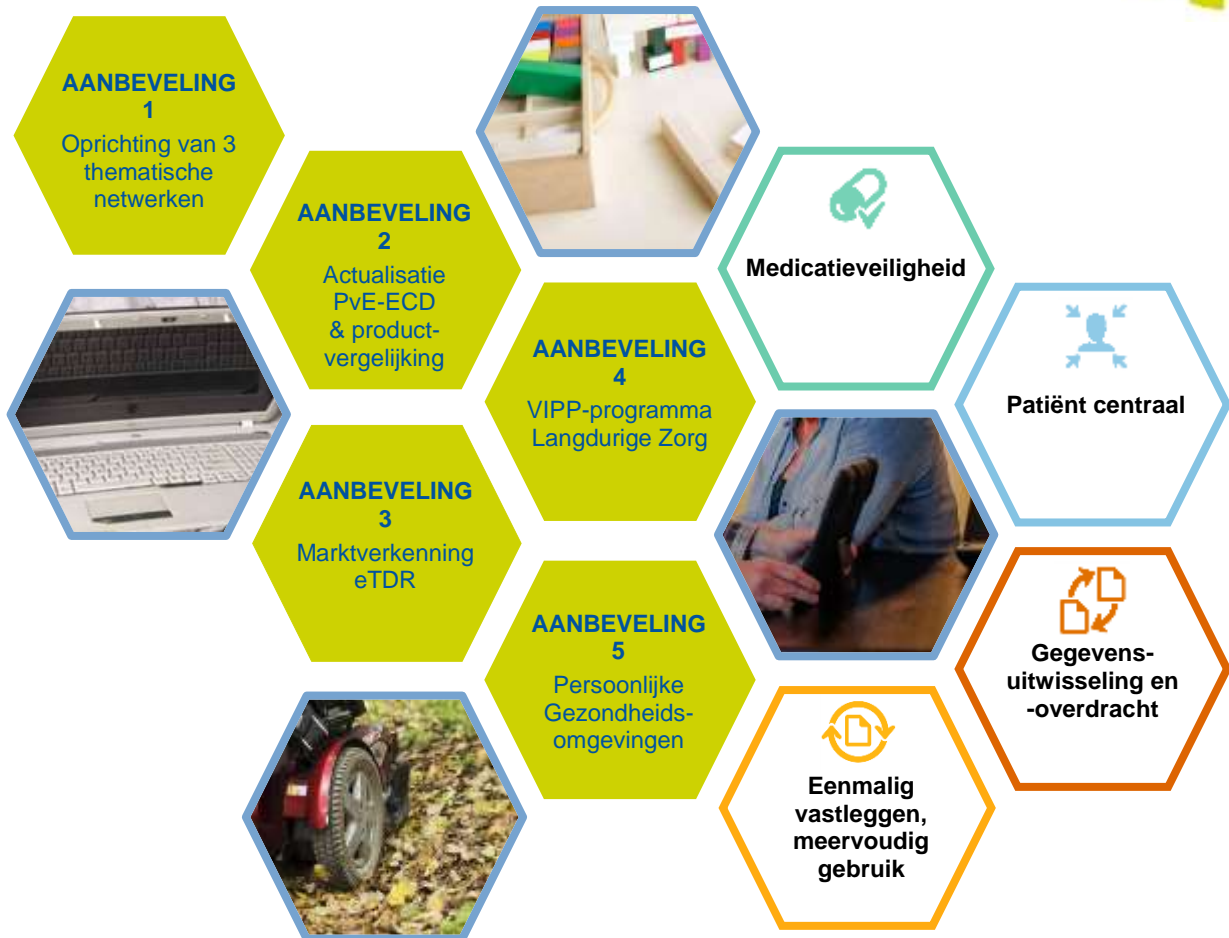 AANBEVELING
1
Oprichting van 3
thematische
netwerken
AANBEVELING
2
Actualisatie
PvE-ECD
& product-
vergelijking
AANBEVELING
3
Marktverkenning
eTDR
AANBEVELING
4
VIPP-programma
Langdurige Zorg
AANBEVELING
5
Persoonlijke
Gezondheids-
omgevingen
Medicatieveiligheid
Patiënt centraal
Gegevens-
uitwisseling en
-overdracht
Eenmalig
vastleggen,
meervoudig
gebruik